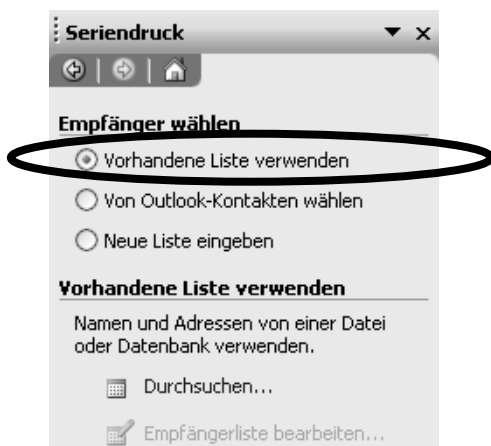 Seriendruck
Empfänger wählen
Vorhandene Liste verwenden
Von Outlook-Kontakten wählen
Neue Liste eingeben
Vorhandene Liste verwenden
Namen und Adressen von einer Datei
oder Datenbank verwenden.
Durchsuchen...
Empfängerliste bearbeiten...